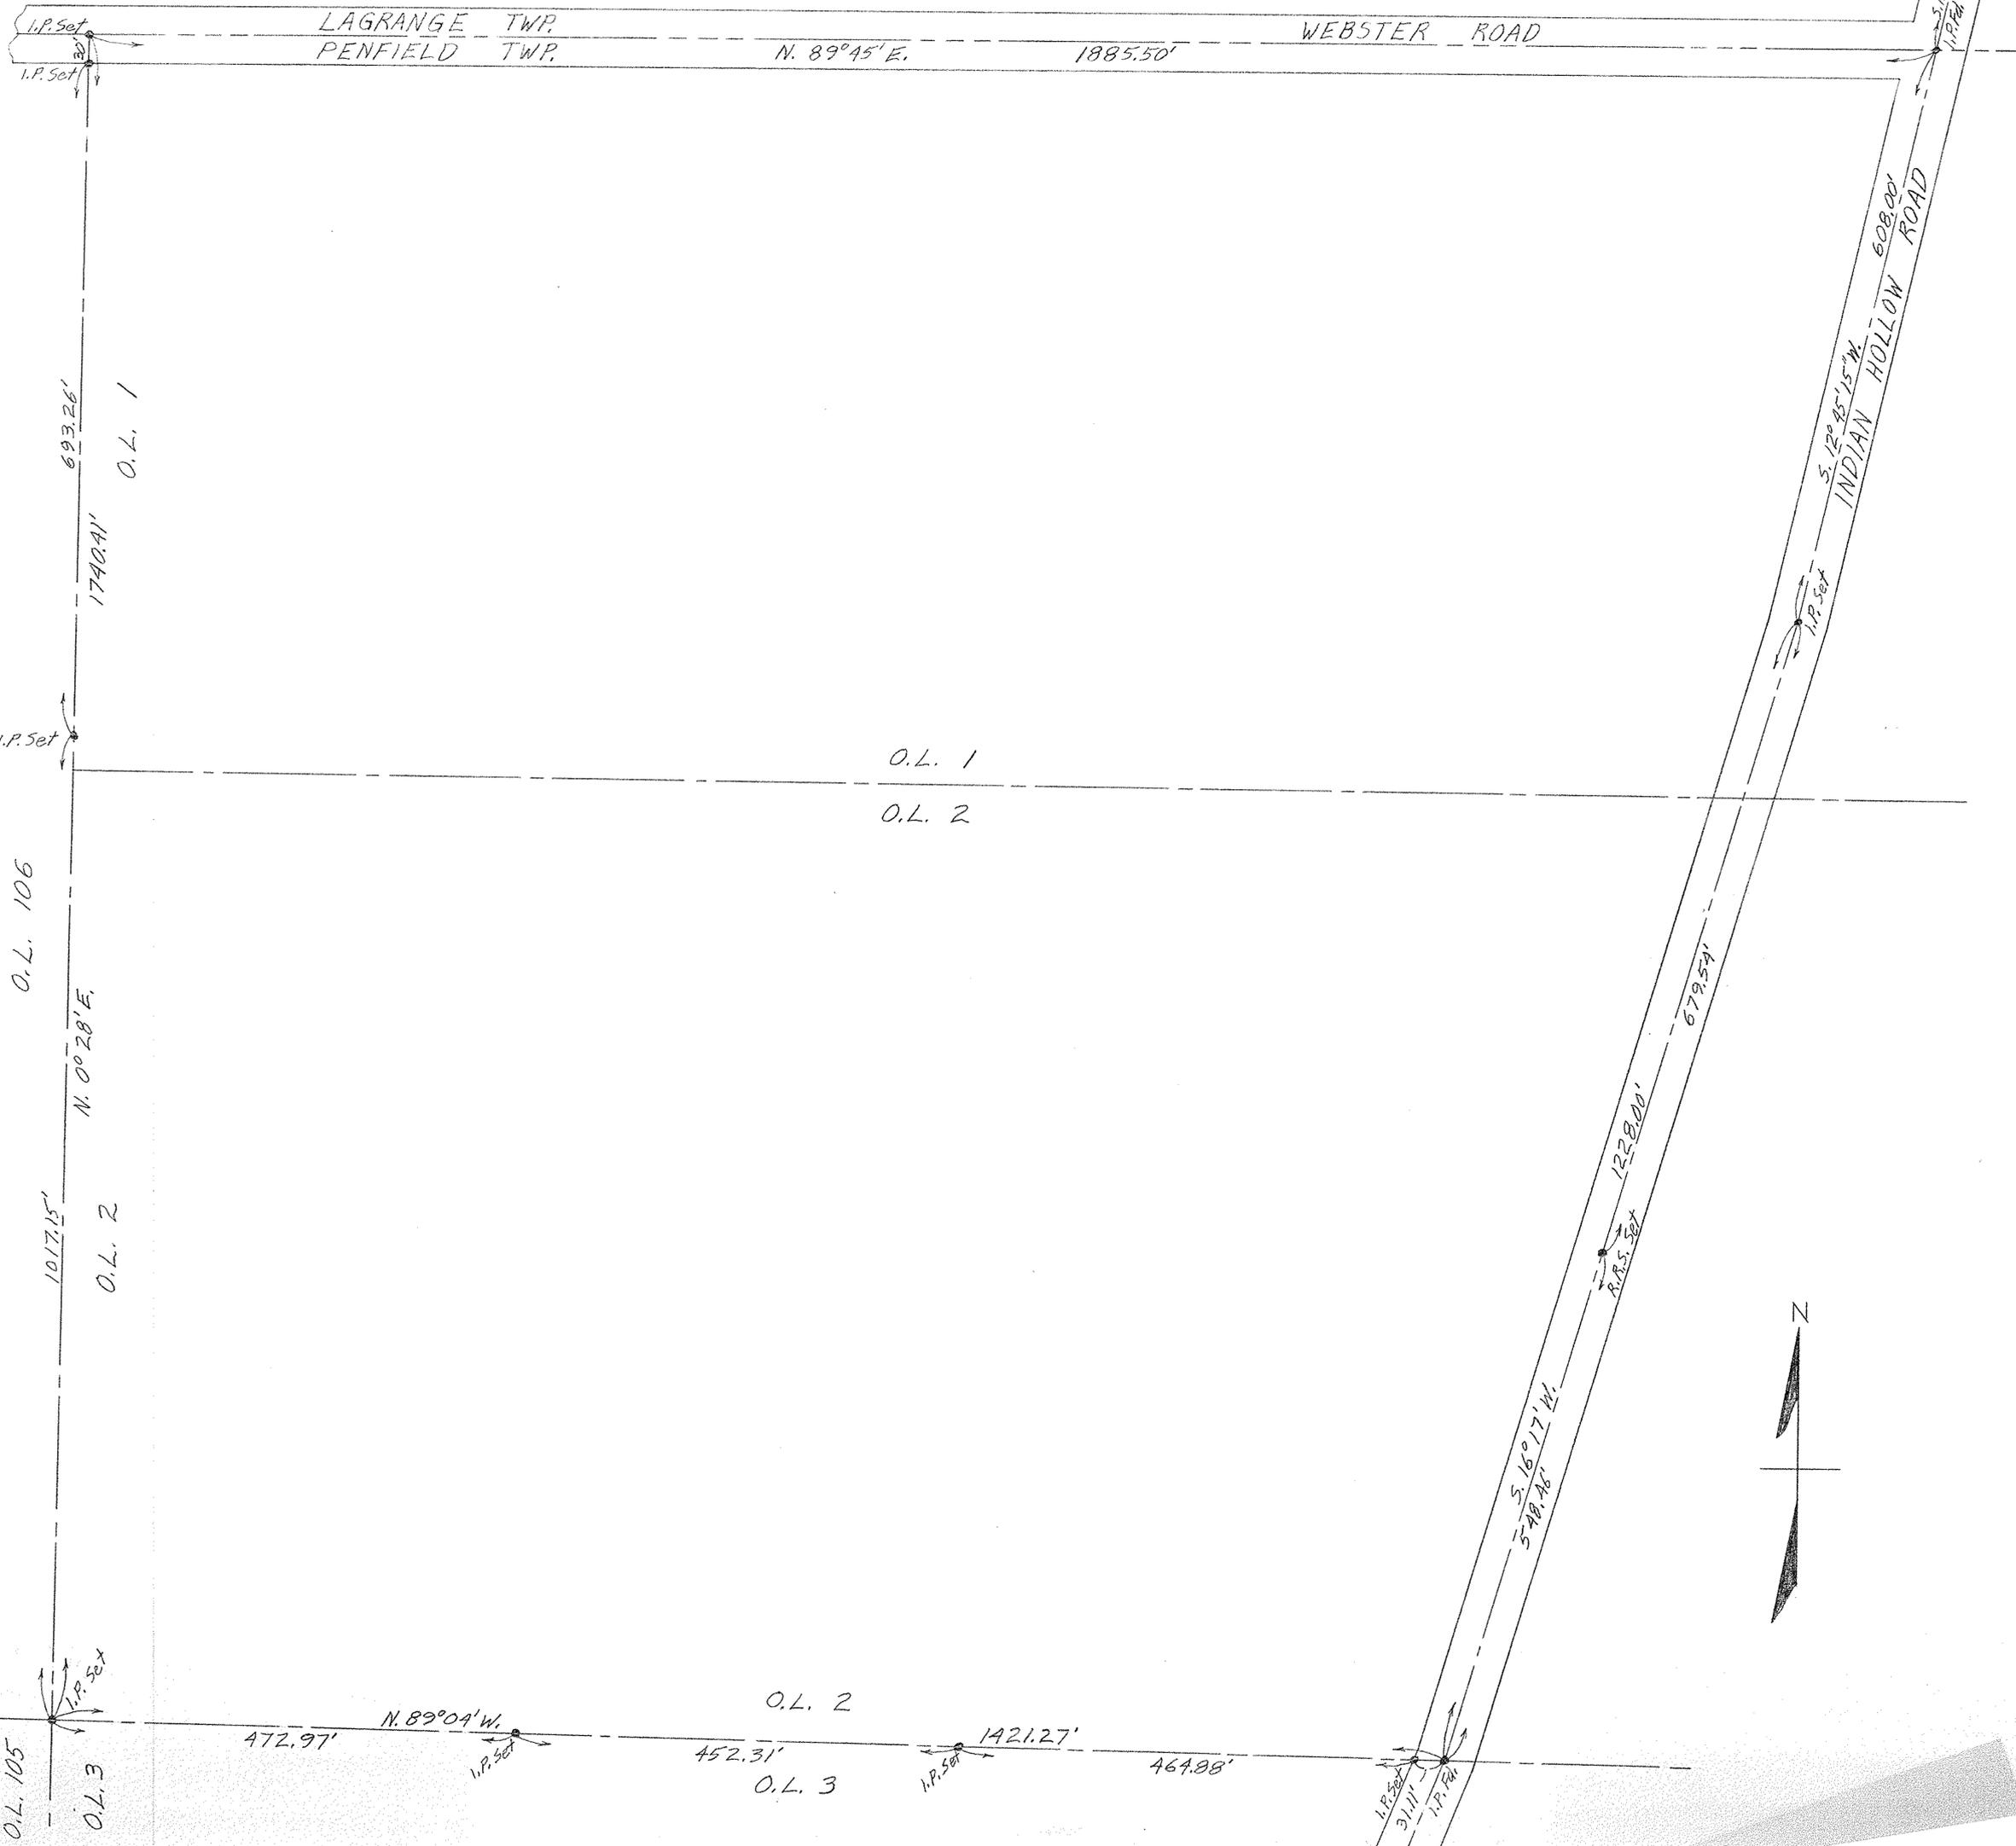 I.P. Set
LAGRANGE TWP.
WEBSTER ROAD
30'
PENFIELD TWP.
N. 89°45' E.
1885.50'
I.P. Set
I.P. Fd.
608.00'
S. 12° 45' 15" W.
INDIAN HOLLOW ROAD
693.26'
O.L. 1
1740.41'
I.P. Set
I.P. Set
O.L. 1
O.L. 2
O.L. 106
N. 0° 28' E.
679.54'
1228.00'
R.R.S. Set
1017.15'
O.L. 2
N
S. 16° 17' W.
548.46'
I.P. Set
O.L. 2
N. 89°04' W.
1421.27'
472.97'
I.P. Set
452.31'
I.P. Set
464.88'
O.L. 3
I.P. Set
31.11'
I.P. Fd.
O.L. 105
O.L. 3